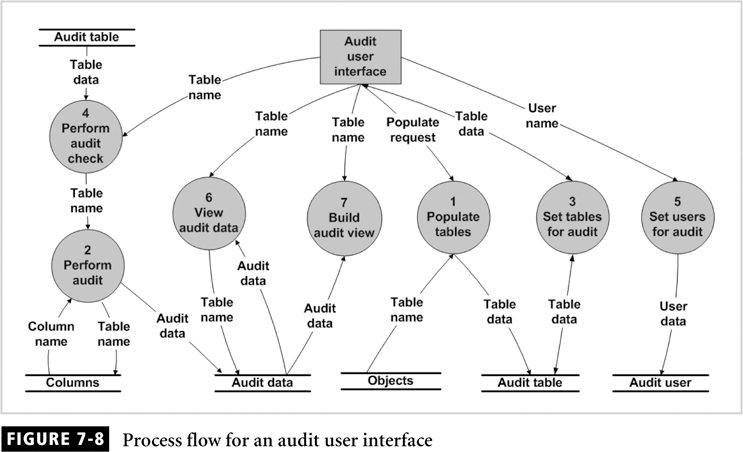 Audit table
Audit
user
interface
Table
data
Table
name
Table
name
Table
name
Populate
request
Table
data
User
name
4
Perform
audit
check
Table
name
6
View
audit data
7
Build
audit view
1
Populate
tables
3
Set tables
for audit
5
Set users
for audit
2
Perform
audit
Audit
data
Table
name
Audit
data
Table
name
Table
data
Table
data
User
data
Column
name
Table
name
Audit
data
Columns
Audit data
Objects
Audit table
Audit user
FIGURE 7-8 Process flow for an audit user interface